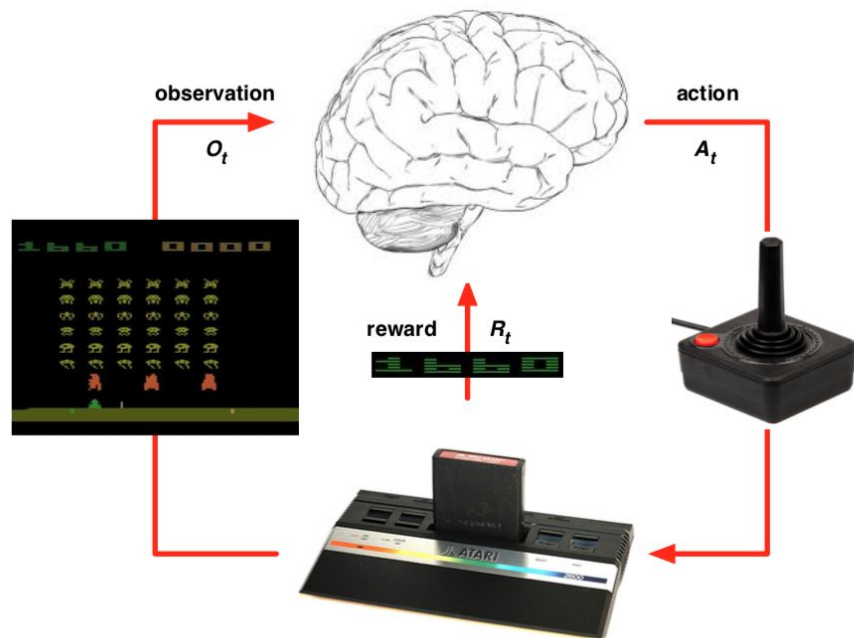 observation
action
O_t
A_t
1660 0000
reward R_t
1660
ATARI